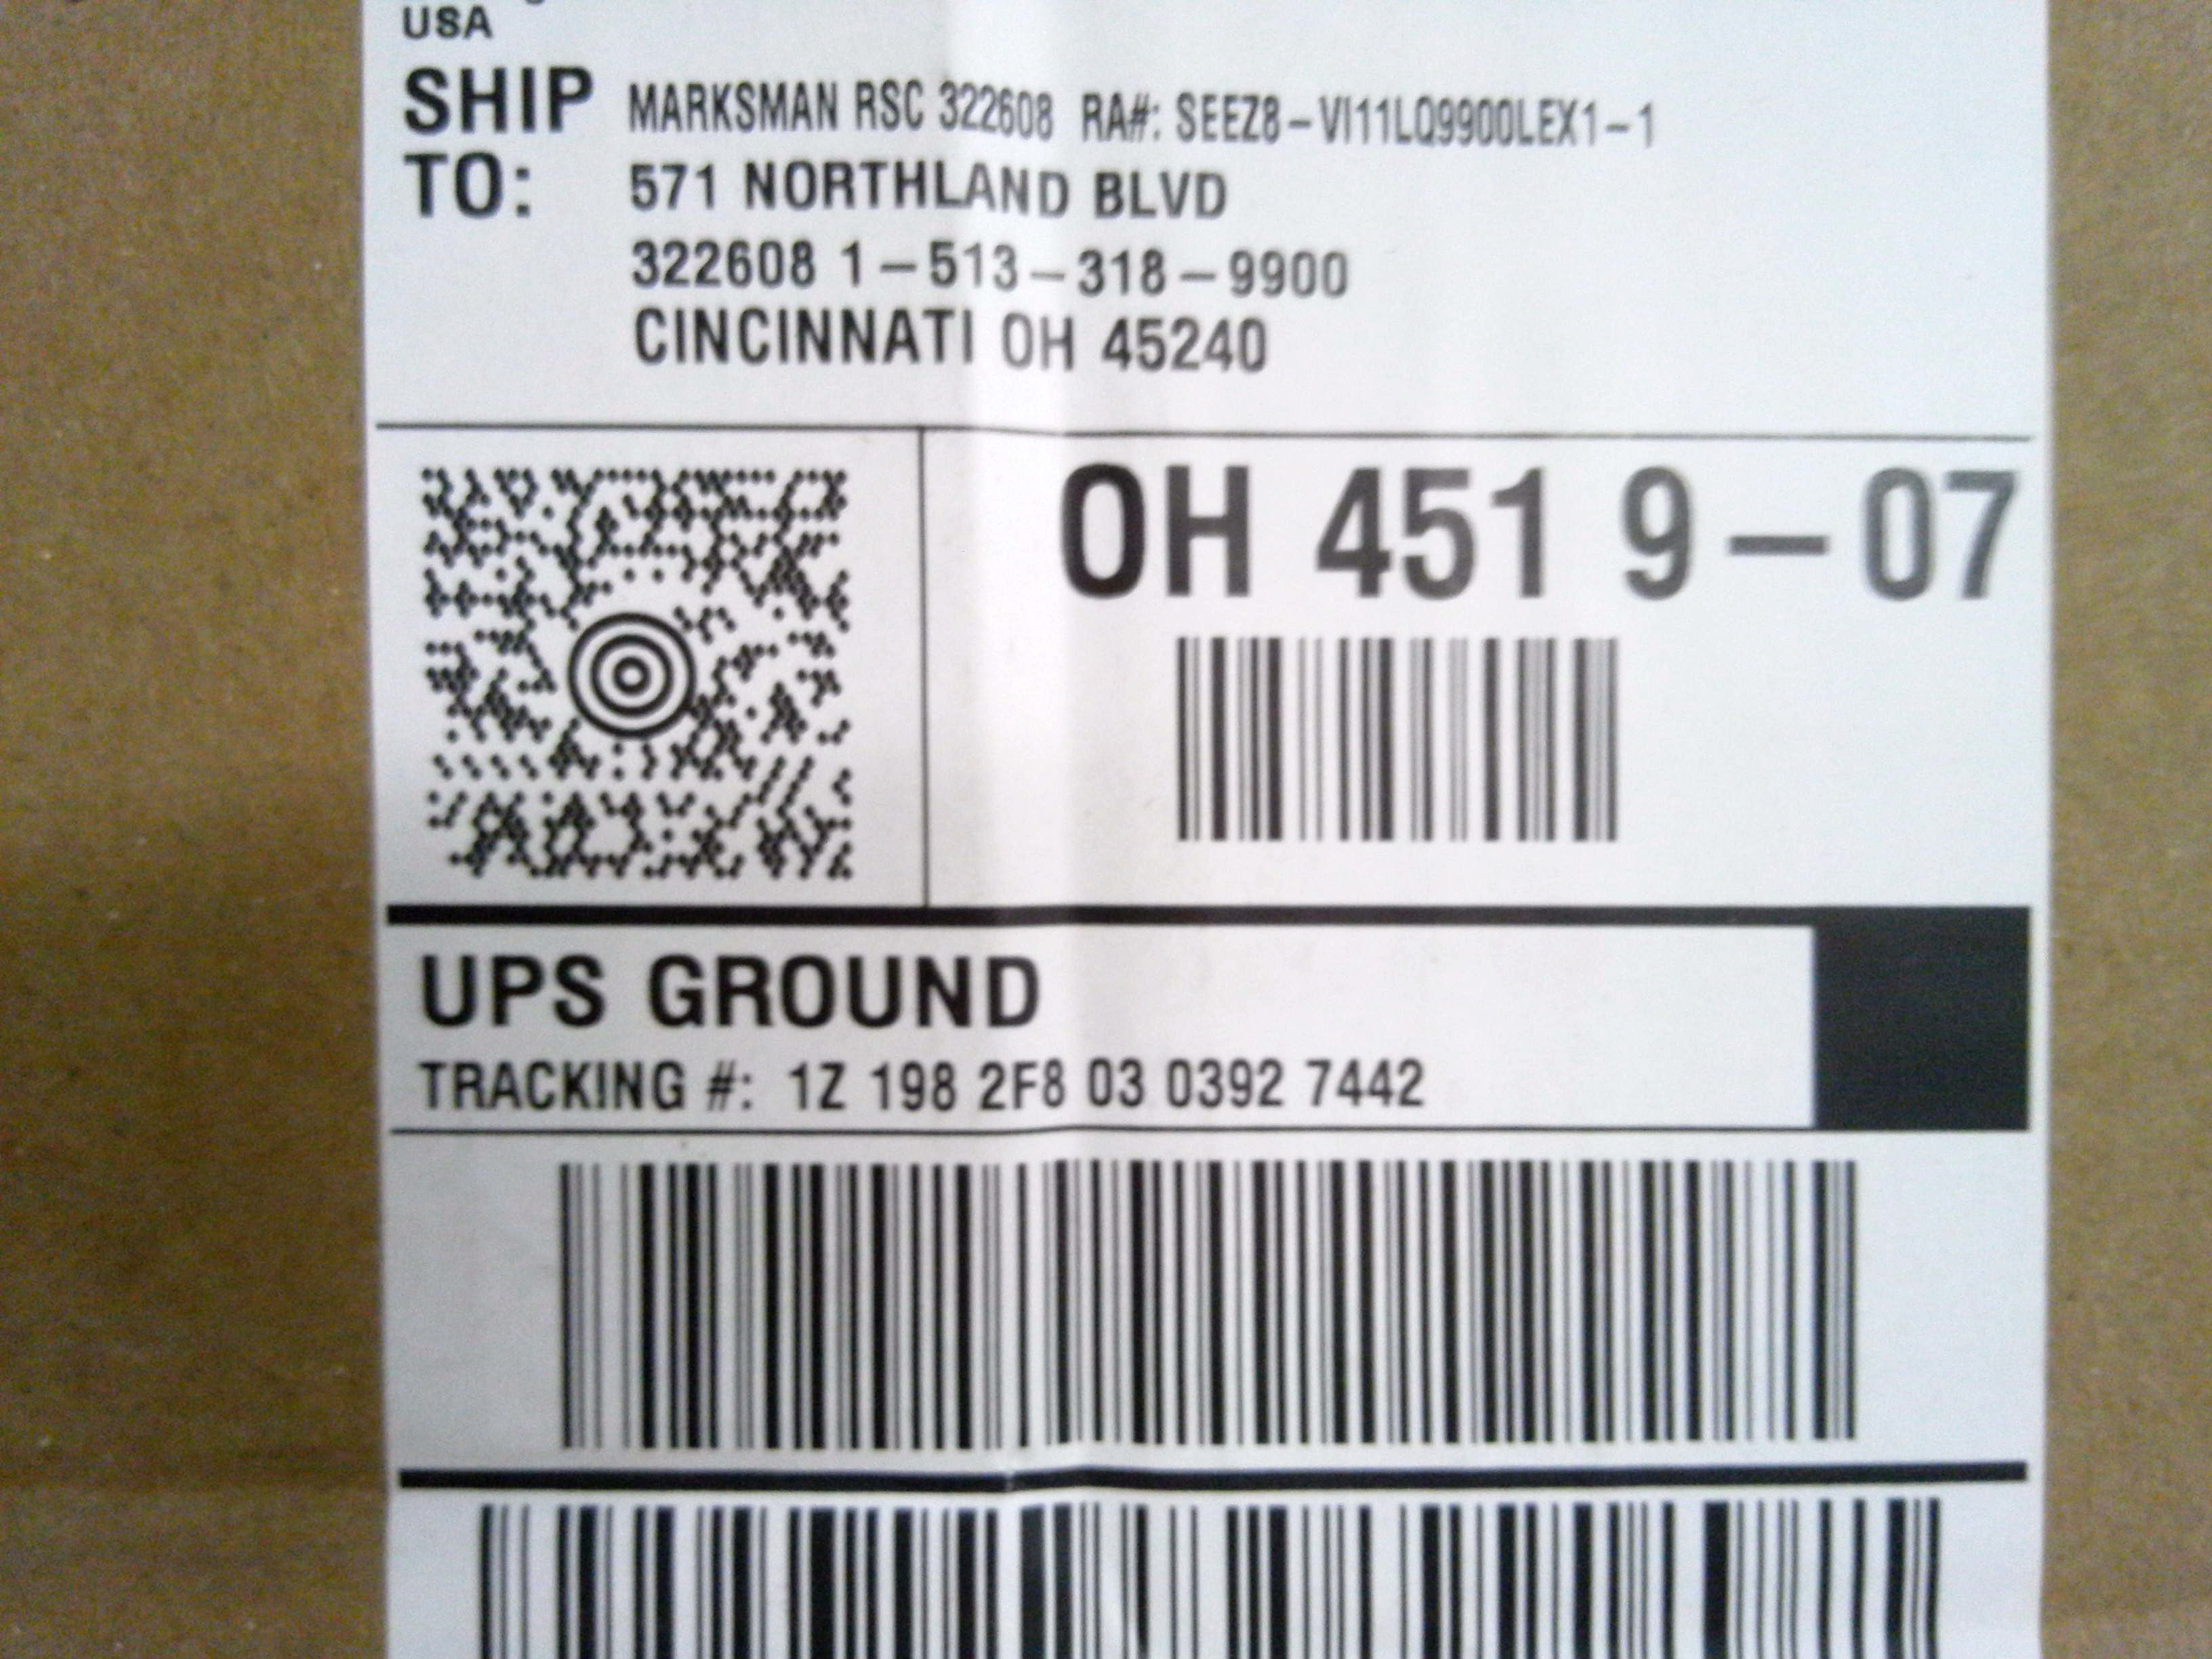 USA
SHIP TO:
MARKSMAN RSC 322608 RA#: SEEZ8-VI11LQ9900LEX1-1
571 NORTHLAND BLVD
322608 1-513-318-9900
CINCINNATI OH 45240
OH 451 9-07
UPS GROUND
TRACKING #: 1Z 198 2F8 03 0392 7442